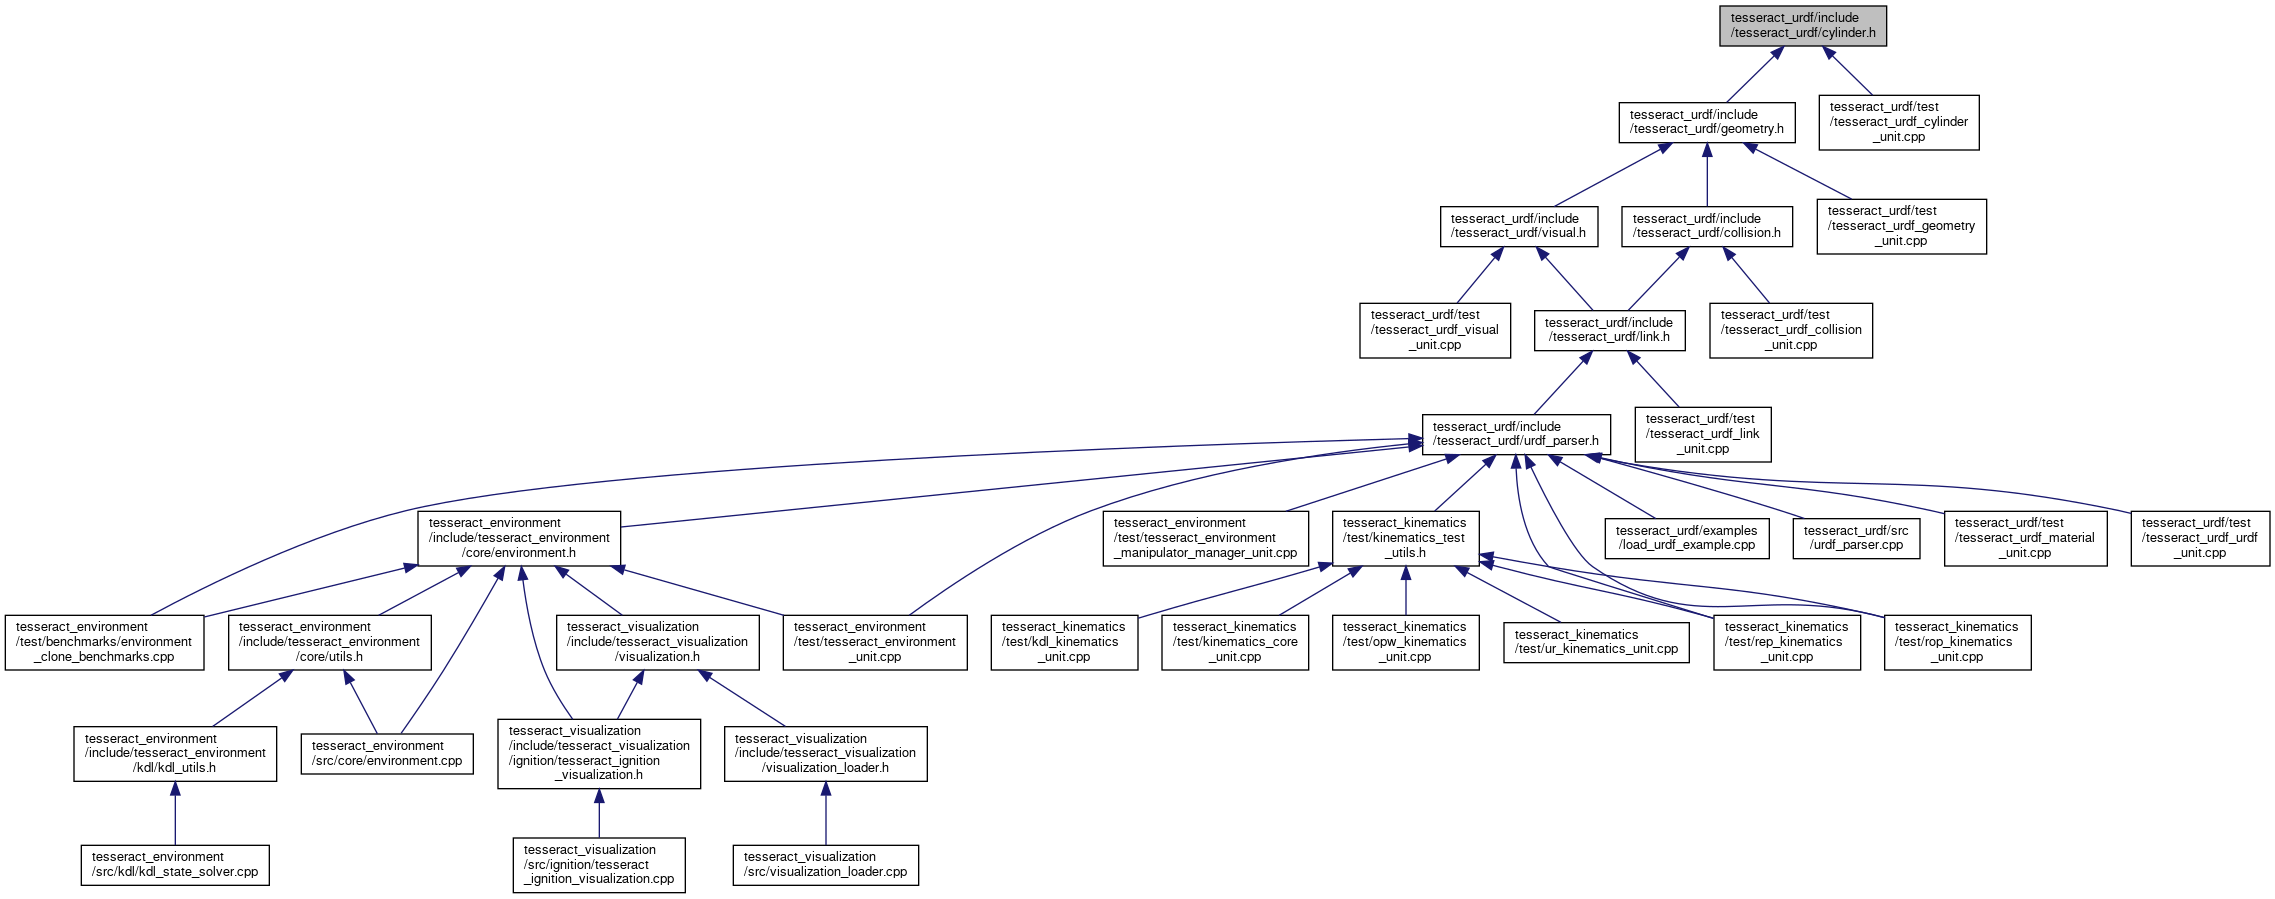 tesseract_urdf/include
/tesseract_urdf/cylinder.h
tesseract_urdf/include
/tesseract_urdf/geometry.h
tesseract_urdf/test
/tesseract_urdf_cylinder
_unit.cpp
tesseract_urdf/include
/tesseract_urdf/visual.h
tesseract_urdf/include
/tesseract_urdf/collision.h
tesseract_urdf/test
/tesseract_urdf_geometry
_unit.cpp
tesseract_urdf/test
/tesseract_urdf_visual
_unit.cpp
tesseract_urdf/include
/tesseract_urdf/link.h
tesseract_urdf/test
/tesseract_urdf_collision
_unit.cpp
tesseract_urdf/include
/tesseract_urdf/urdf_parser.h
tesseract_urdf/test
/tesseract_urdf_link
_unit.cpp
tesseract_environment
/include/tesseract_environment
/core/environment.h
tesseract_environment
/test/tesseract_environment
_manipulator_manager_unit.cpp
tesseract_kinematics
/test/kinematics_test
_utils.h
tesseract_urdf/examples
/load_urdf_example.cpp
tesseract_urdf/src
/urdf_parser.cpp
tesseract_urdf/test
/tesseract_urdf_material
_unit.cpp
tesseract_urdf/test
/tesseract_urdf_urdf
_unit.cpp
tesseract_environment
/test/benchmarks/environment
_clone_benchmarks.cpp
tesseract_environment
/include/tesseract_environment
/core/utils.h
tesseract_visualization
/include/tesseract_visualization
/visualization.h
tesseract_environment
/test/tesseract_environment
_unit.cpp
tesseract_kinematics
/test/kdl_kinematics
_unit.cpp
tesseract_kinematics
/test/kinematics_core
_unit.cpp
tesseract_kinematics
/test/opw_kinematics
_unit.cpp
tesseract_kinematics
/test/ur_kinematics_unit.cpp
tesseract_kinematics
/test/rep_kinematics
_unit.cpp
tesseract_kinematics
/test/rop_kinematics
_unit.cpp
tesseract_environment
/include/tesseract_environment
/kdl/kdl_utils.h
tesseract_environment
/src/core/environment.cpp
tesseract_visualization
/include/tesseract_visualization
/ignition/tesseract_ignition
_visualization.h
tesseract_visualization
/include/tesseract_visualization
/visualization_loader.h
tesseract_environment
/src/kdl/kdl_state_solver.cpp
tesseract_visualization
/src/ignition/tesseract
_ignition_visualization.cpp
tesseract_visualization
/src/visualization_loader.cpp